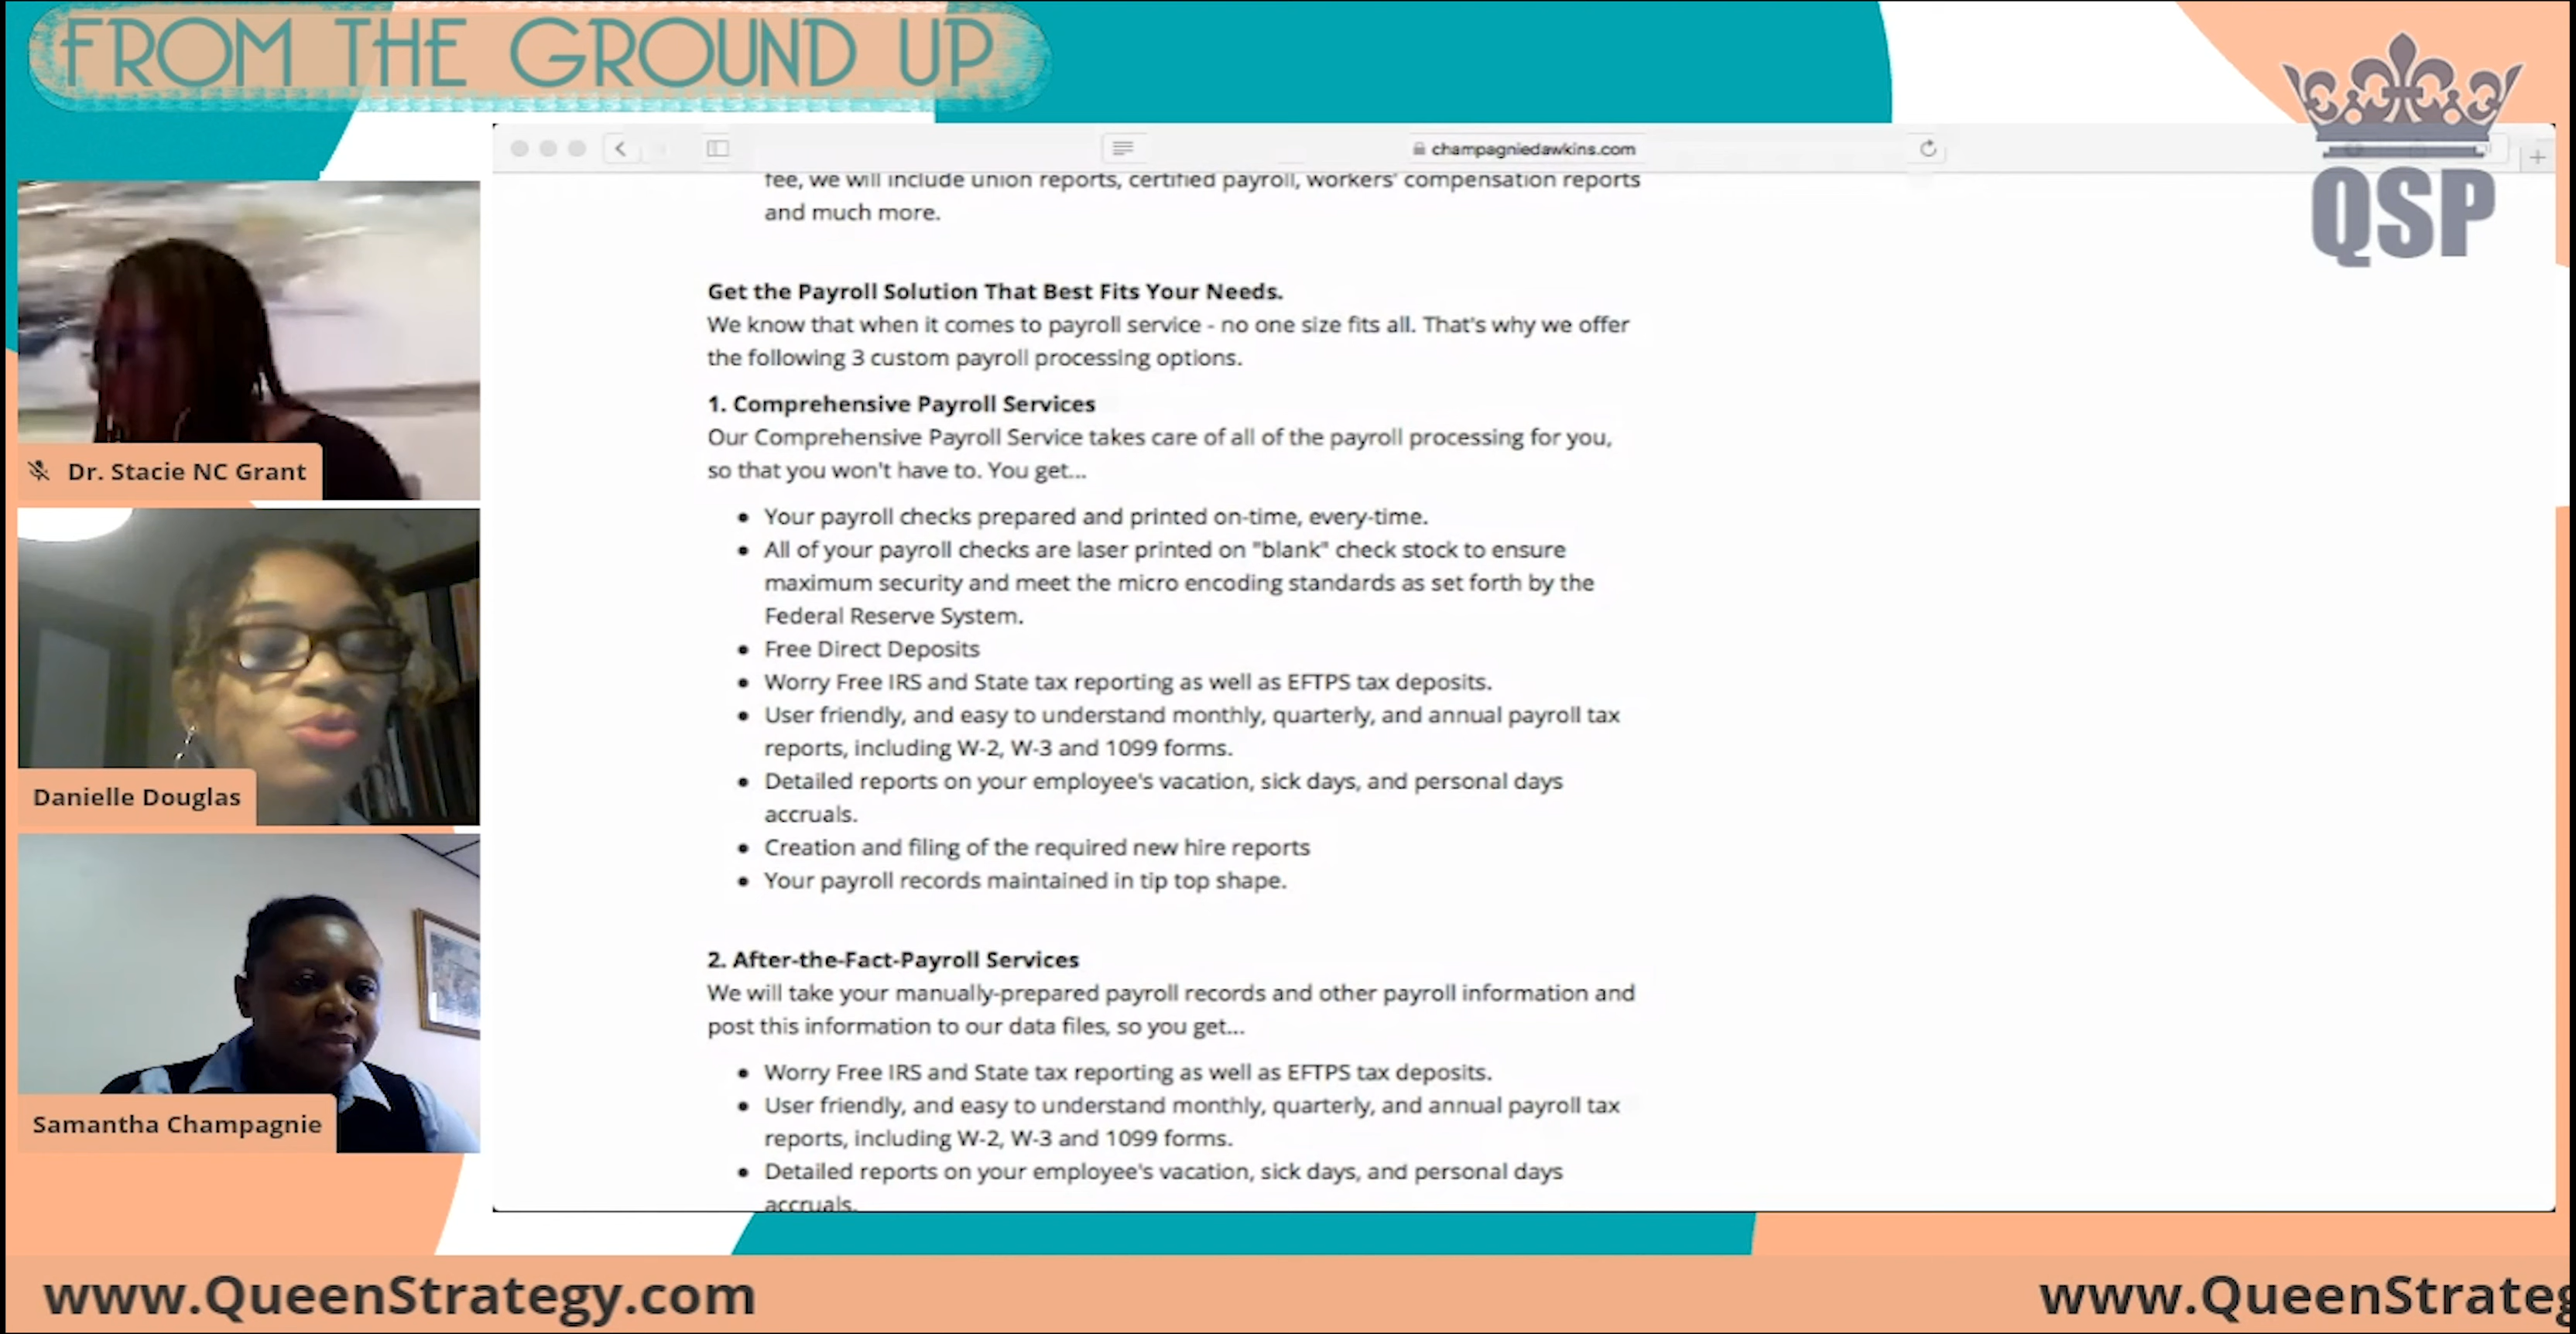 FROM THE GROUND UP
QSP
champagniedawkins.com
fee, we will include union reports, certified payroll, workers' compensation reports
and much more.
Get the Payroll Solution That Best Fits Your Needs.
We know that when it comes to payroll service - no one size fits all. That's why we offer
the following 3 custom payroll processing options.
1. Comprehensive Payroll Services
Our Comprehensive Payroll Service takes care of all of the payroll processing for you,
so that you won't have to. You get...
• Your payroll checks prepared and printed on-time, every-time.
• All of your payroll checks are laser printed on "blank" check stock to ensure
maximum security and meet the micro encoding standards as set forth by the
Federal Reserve System.
• Free Direct Deposits
• Worry Free IRS and State tax reporting as well as EFTPS tax deposits.
• User friendly, and easy to understand monthly, quarterly, and annual payroll tax
reports, including W-2, W-3 and 1099 forms.
• Detailed reports on your employee's vacation, sick days, and personal days
accruals.
• Creation and filing of the required new hire reports
• Your payroll records maintained in tip top shape.
2. After-the-Fact-Payroll Services
We will take your manually-prepared payroll records and other payroll information and
post this information to our data files, so you get...
• Worry Free IRS and State tax reporting as well as EFTPS tax deposits.
• User friendly, and easy to understand monthly, quarterly, and annual payroll tax
reports, including W-2, W-3 and 1099 forms.
• Detailed reports on your employee's vacation, sick days, and personal days
accruals.
Dr. Stacie NC Grant
Danielle Douglas
Samantha Champagnie
www.QueenStrategy.com
www.QueenStrateg